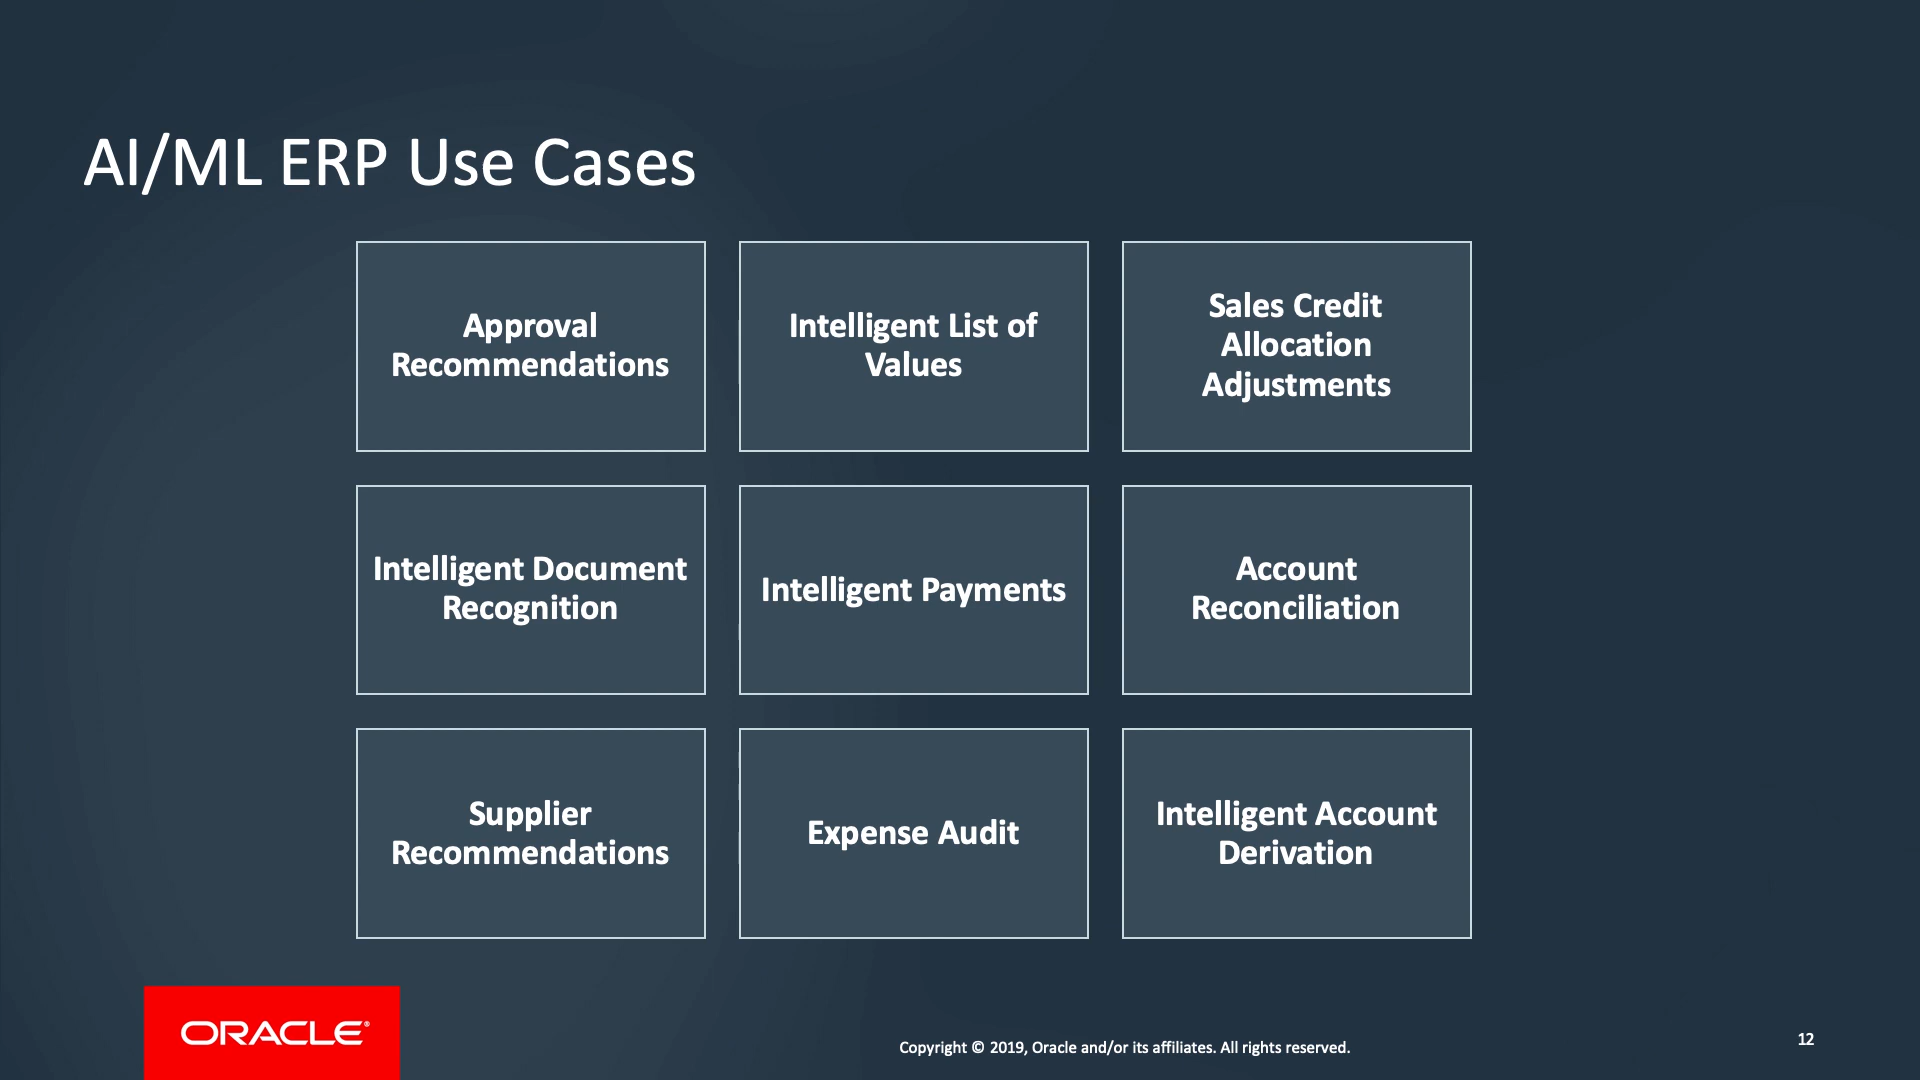 AI/ML ERP Use Cases
Approval
Recommendations
Intelligent List of
Values
Sales Credit
Allocation
Adjustments
Intelligent Document
Recognition
Intelligent Payments
Account
Reconciliation
Supplier
Recommendations
Expense Audit
Intelligent Account
Derivation
ORACLE®
Copyright © 2019, Oracle and/or its affiliates. All rights reserved.
12